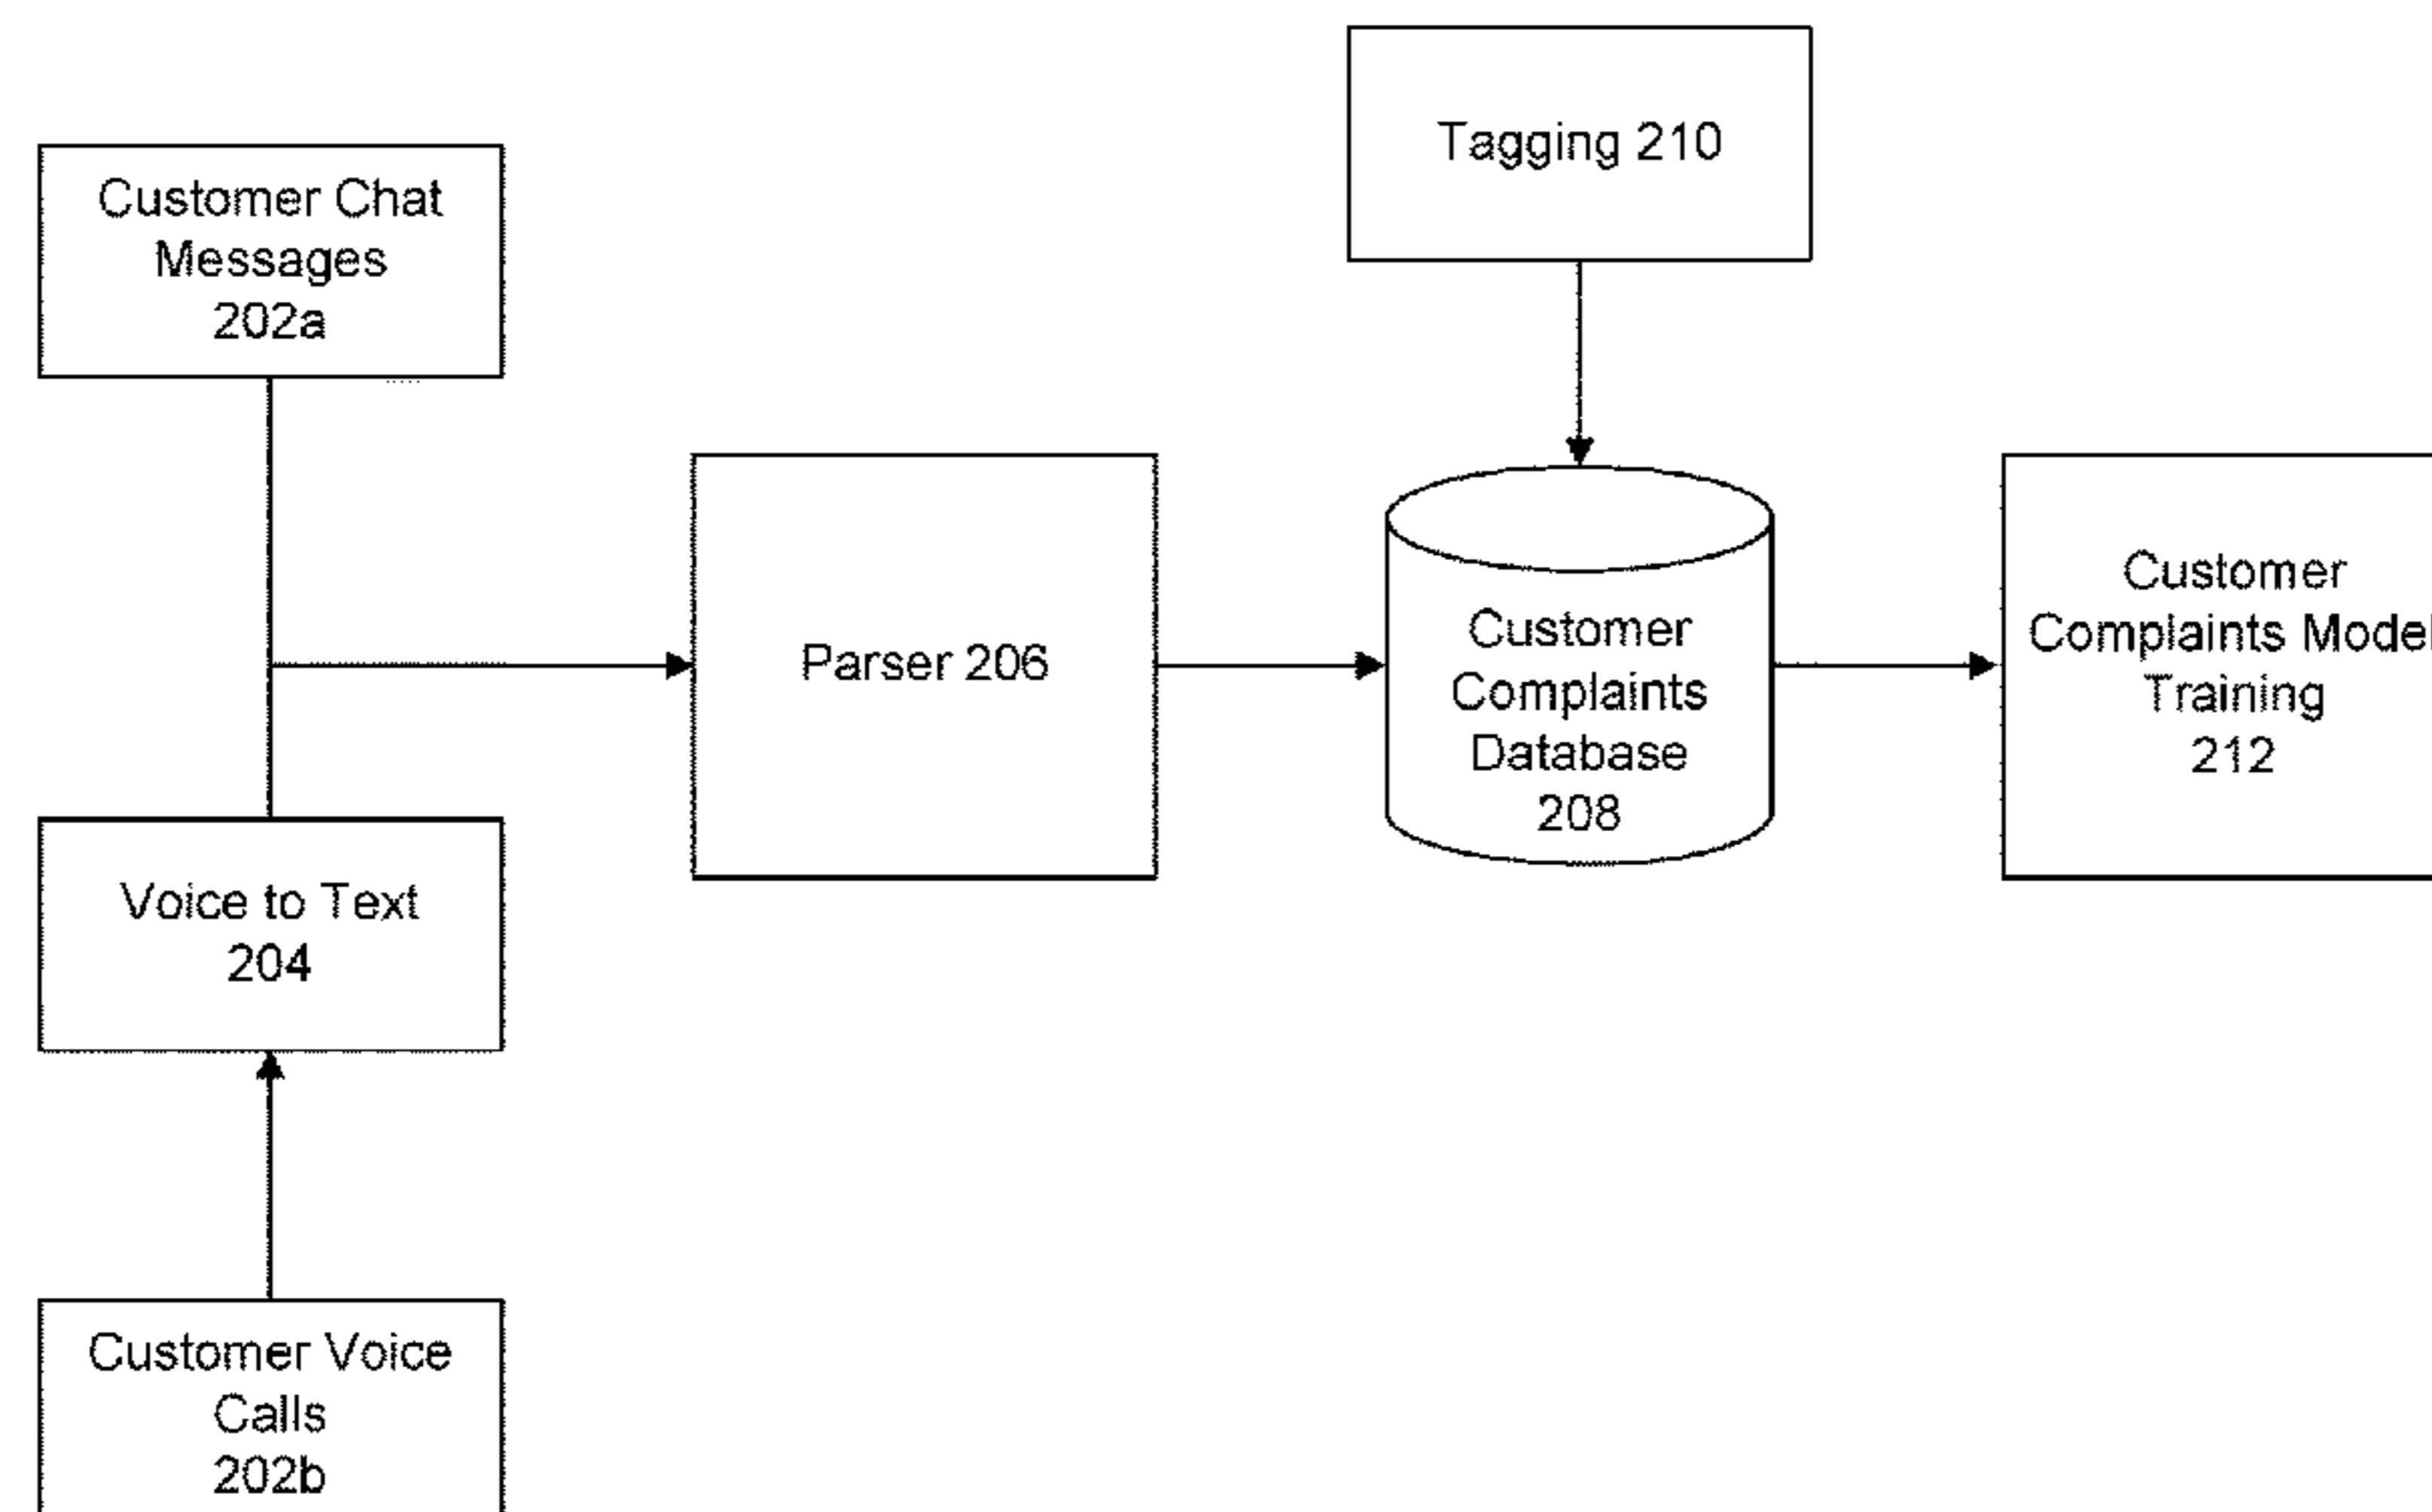 Tagging 210
Customer Chat
Messages
202a
Parser 206
Customer
Complaints
Database
208
Customer
Complaints Model
Training
212
Voice to Text
204
Customer Voice
Calls
202b